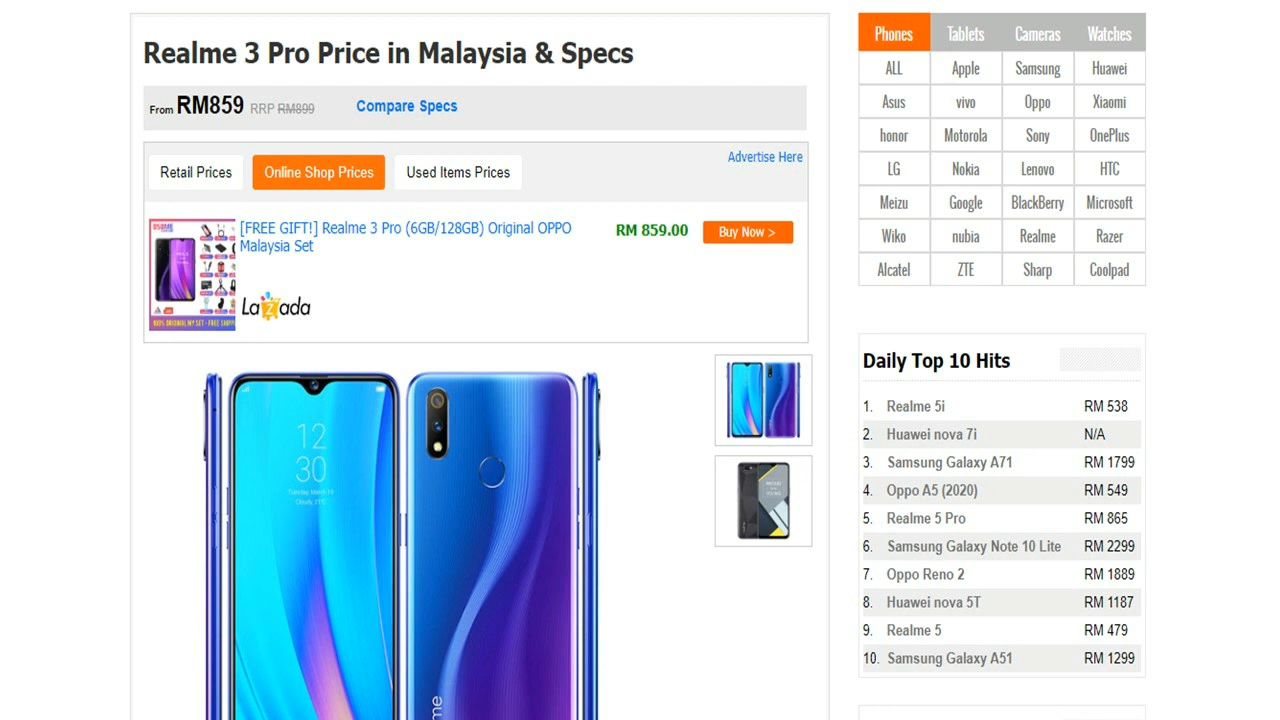 Realme 3 Pro Price in Malaysia & Specs
From RM859 RRP RM899 Compare Specs
Advertise Here
Retail Prices Online Shop Prices Used Items Prices
[FREE GIFT!] Realme 3 Pro (6GB/128GB) Original OPPO Malaysia Set
RM 859.00 Buy Now >
Lazada
12
30
Phones Tablets Cameras Watches
ALL Apple Samsung Huawei
Asus vivo Oppo Xiaomi
honor Motorola Sony OnePlus
LG Nokia Lenovo HTC
Meizu Google BlackBerry Microsoft
Wiko nubia Realme Razer
Alcatel ZTE Sharp Coolpad
Daily Top 10 Hits
1. Realme 5i RM 538
2. Huawei nova 7i N/A
3. Samsung Galaxy A71 RM 1799
4. Oppo A5 (2020) RM 549
5. Realme 5 Pro RM 865
6. Samsung Galaxy Note 10 Lite RM 2299
7. Oppo Reno 2 RM 1889
8. Huawei nova 5T RM 1187
9. Realme 5 RM 479
10. Samsung Galaxy A51 RM 1299